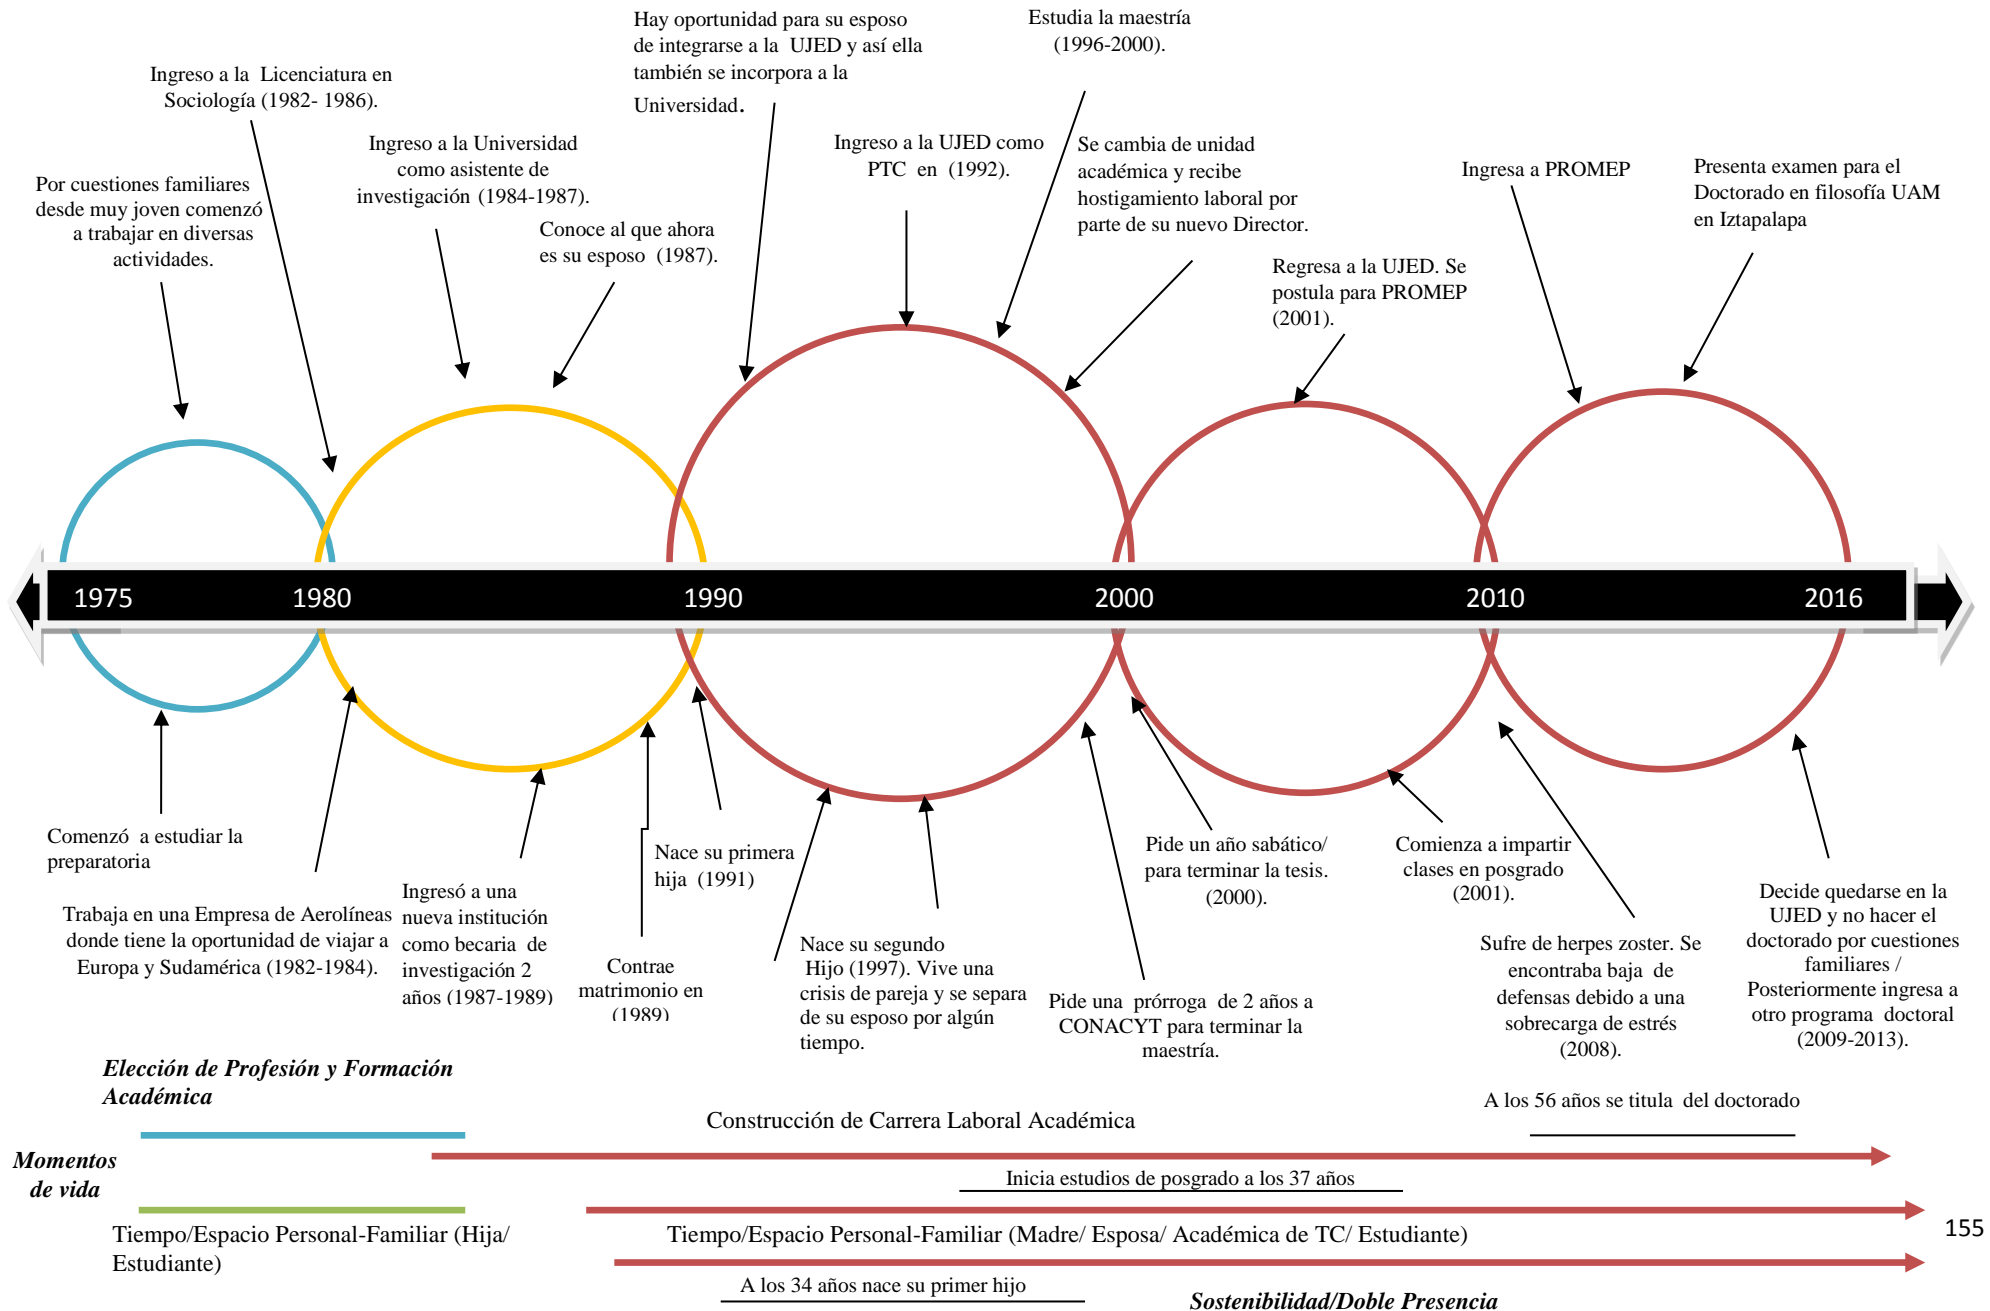 Hay oportunidad para su esposo
de integrarse a la UJED y así ella
también se incorpora a la
Universidad.
Estudia la maestría
(1996-2000).
Ingreso a la Licenciatura en
Sociología (1982- 1986).
Ingreso a la Universidad
como asistente de
investigación (1984-1987).
Ingreso a la UJED como
PTC en (1992).
Se cambia de unidad
académica y recibe
hostigamiento laboral por
parte de su nuevo Director.
Ingresa a PROMEP
Presenta examen para el
Doctorado en filosofía UAM
en Iztapalapa
Por cuestiones familiares
desde muy joven comenzó
a trabajar en diversas
actividades.
Conoce al que ahora
es su esposo (1987).
Regresa a la UJED. Se
postula para PROMEP
(2001).
1975
1980
1990
2000
2010
2016
Comenzó a estudiar la
preparatoria
Trabaja en una Empresa de Aerolíneas
donde tiene la oportunidad de viajar a
Europa y Sudamérica (1982-1984).
Ingresó a una
nueva institución
como becaria de
investigación 2
años (1987-1989)
Contrae
matrimonio en
(1989)
Nace su primera
hija (1991)
Nace su segundo
Hijo (1997). Vive una
crisis de pareja y se separa
de su esposo por algún
tiempo.
Pide una prórroga de 2 años a
CONACYT para terminar la
maestría.
Pide un año sabático/
para terminar la tesis.
(2000).
Comienza a impartir
clases en posgrado
(2001).
Sufre de herpes zoster. Se
encontraba baja de
defensas debido a una
sobrecarga de estrés
(2008).
Decide quedarse en la
UJED y no hacer el
doctorado por cuestiones
familiares /
Posteriormente ingresa a
otro programa doctoral
(2009-2013).
Elección de Profesión y Formación
Académica
Construcción de Carrera Laboral Académica
A los 56 años se titula del doctorado
Momentos
de vida
Inicia estudios de posgrado a los 37 años
Tiempo/Espacio Personal-Familiar (Hija/
Estudiante)
Tiempo/Espacio Personal-Familiar (Madre/ Esposa/ Académica de TC/ Estudiante)
155
A los 34 años nace su primer hijo
Sostenibilidad/Doble Presencia